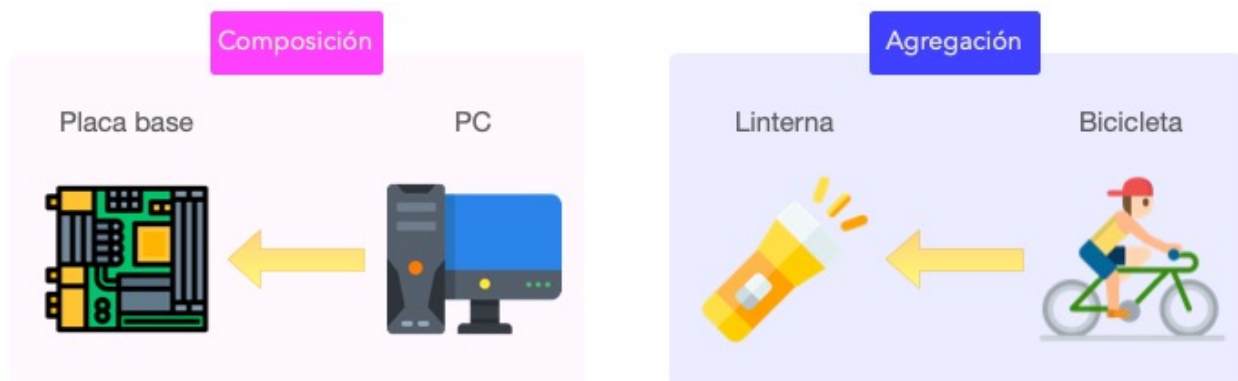 Composición
Placa base
PC
Agregación
Linterna
Bicicleta